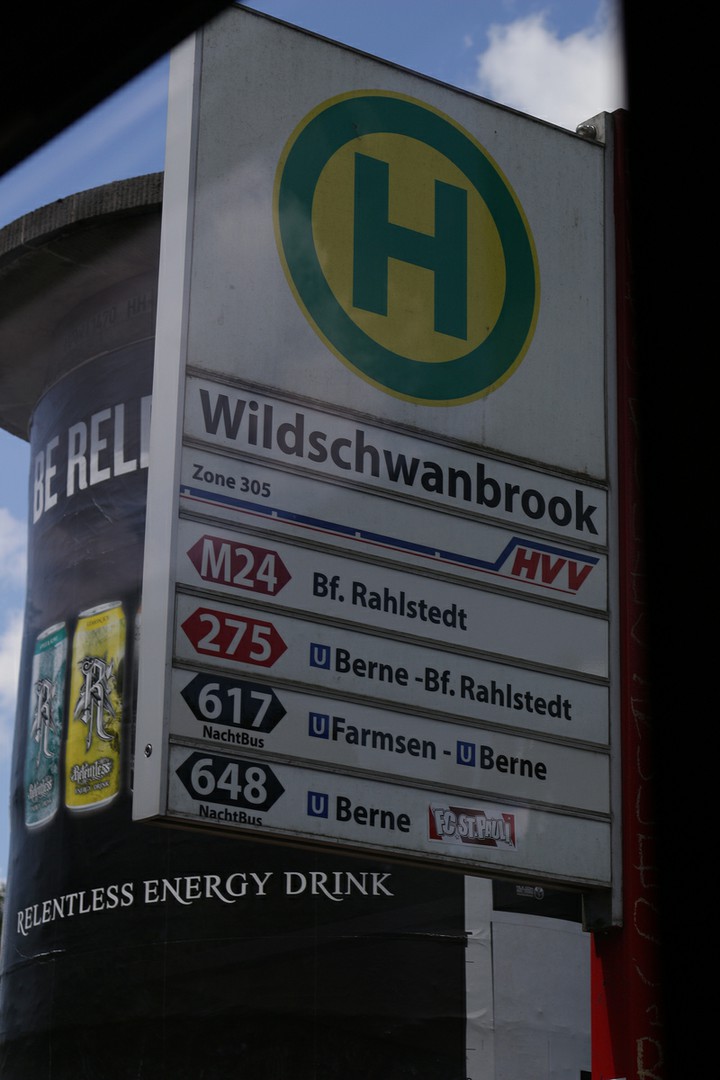 H
Wildschwanbrook
Zone 305
HVV
M24 Bf. Rahlstedt
275 U Berne -Bf. Rahlstedt
617 U Farmsen - U Berne
NachtBus
648 U Berne FC ST. PAULI
NachtBus
BE RELE
Relentless
Relentless
RELENTLESS ENERGY DRINK